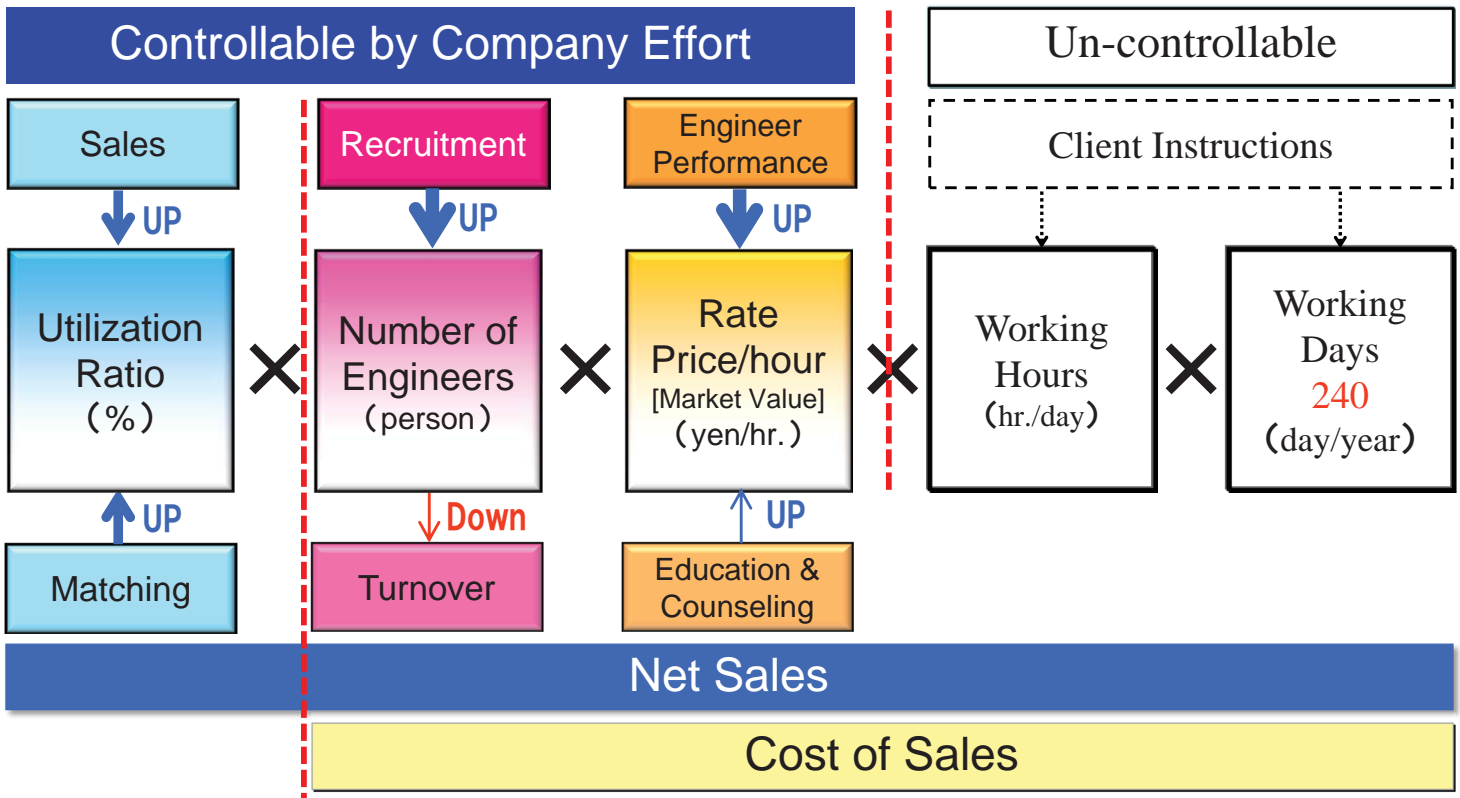 Controllable by Company Effort
Un-controllable
Sales
Recruitment
Engineer
Performance
Client Instructions
UP
UP
UP
Utilization
Ratio
(%)
×
Number of
Engineers
(person)
×
Rate
Price/hour
[Market Value]
(yen/hr.)
×
Working
Hours
(hr./day)
×
Working
Days
240
(day/year)
UP
Down
UP
Matching
Turnover
Education &
Counseling
Net Sales
Cost of Sales